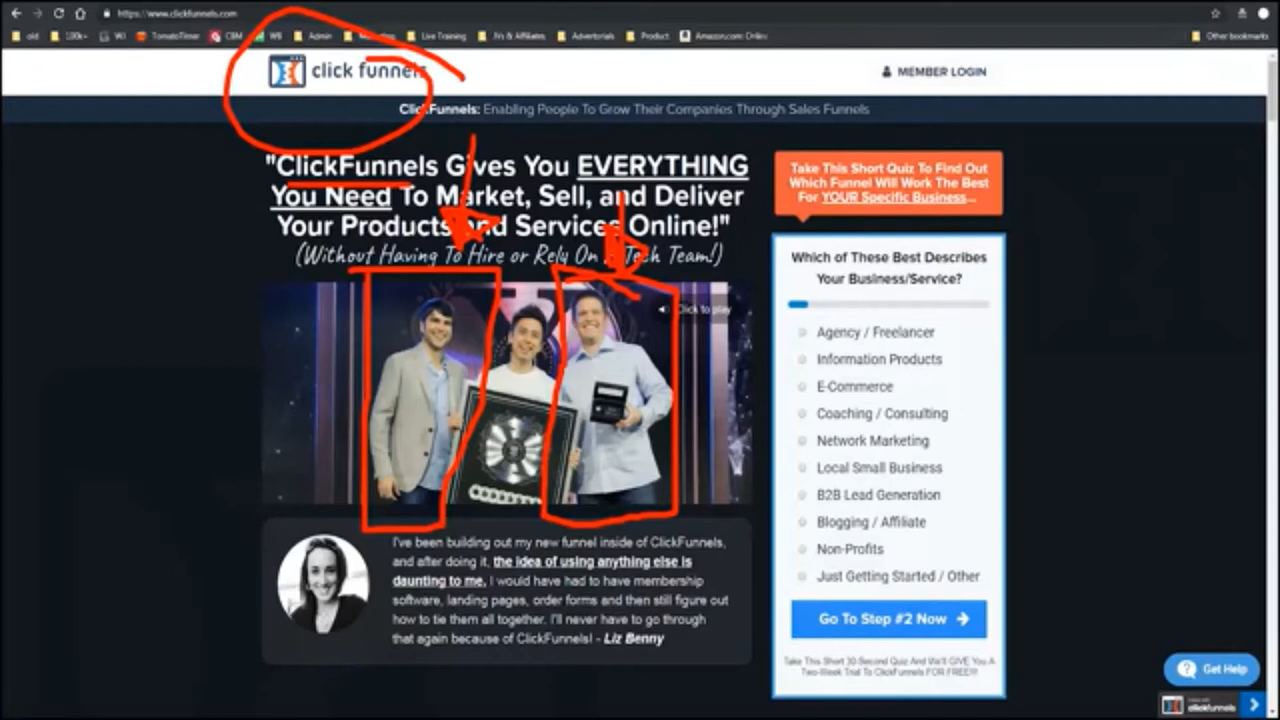 https://www.clickfunnels.com
old 100k+ TomatoTimer CBM WB Admin Live Training JVs & Affiliates Advertorials Product Amazon.com: Onlin Other bookmarks
click funnels
MEMBER LOGIN
ClickFunnels: Enabling People To Grow Their Companies Through Sales Funnels
"ClickFunnels Gives You EVERYTHING
You Need To Market, Sell, and Deliver
Your Products and Services Online!"
(Without Having To Hire or Rely On A Tech Team!)
Click to play
I've been building out my new funnel inside of ClickFunnels,
and after doing it, the idea of using anything else is
daunting to me. I would have had to have membership
software, landing pages, order forms and then still figure out
how to tie them all together. I'll never have to go through
that again because of ClickFunnels! - Liz Benny
Take This Short Quiz To Find Out
Which Funnel Will Work The Best
For YOUR Specific Business...
Which of These Best Describes
Your Business/Service?
Agency / Freelancer
Information Products
E-Commerce
Coaching / Consulting
Network Marketing
Local Small Business
B2B Lead Generation
Blogging / Affiliate
Non-Profits
Just Getting Started / Other
Go To Step #2 Now
Take This Short 30 Second Quiz And We'll GIVE You A
Two-Week Trial To ClickFunnels FOR FREE!!!
Get Help
clickfunnels